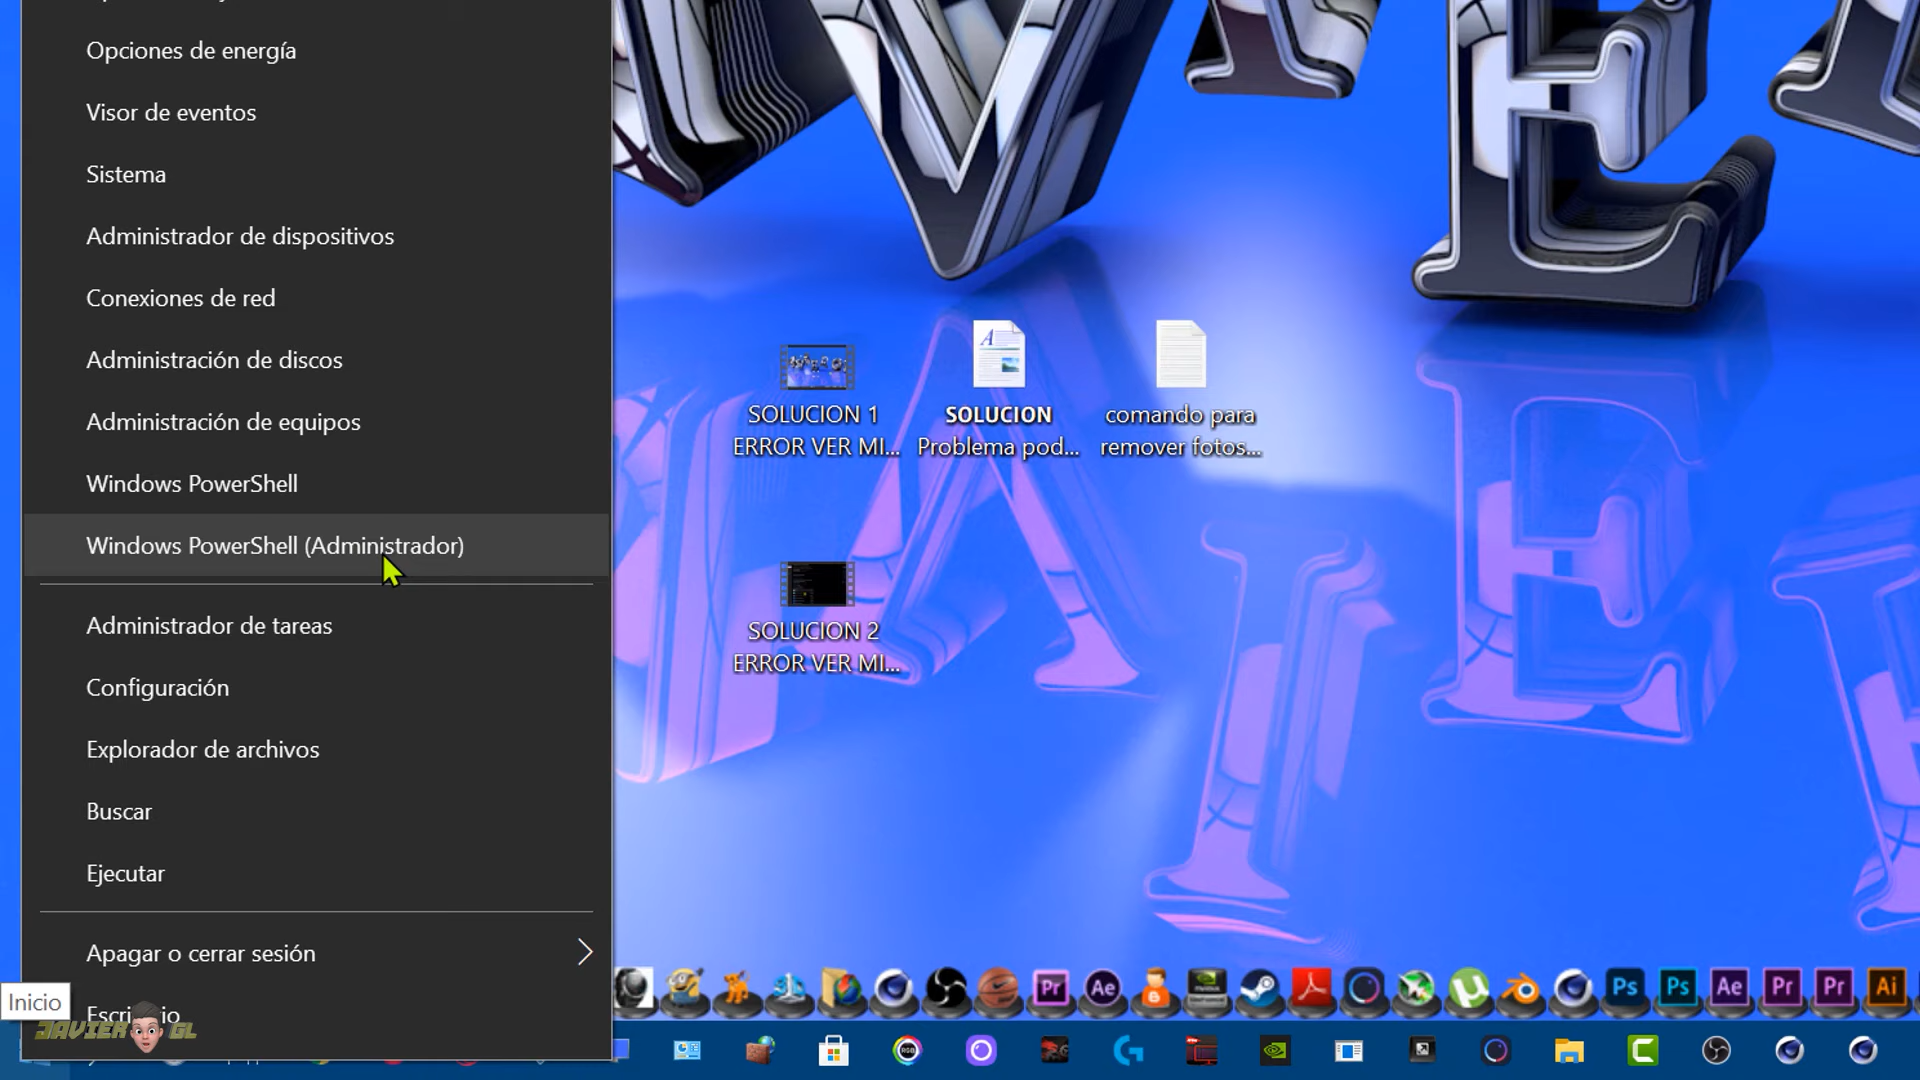 Opciones de energía
Visor de eventos
Sistema
Administrador de dispositivos
Conexiones de red
Administración de discos
Administración de equipos
Windows PowerShell
Windows PowerShell (Administrador)
Administrador de tareas
Configuración
Explorador de archivos
Buscar
Ejecutar
Apagar o cerrar sesión
Inicio
JAVIER GL
SOLUCION 1
ERROR VER MI...
SOLUCION
Problema pod...
comando para
remover fotos...
SOLUCION 2
ERROR VER MI...
Pr
Ae
Ps
Ps
Ae
Pr
Pr
Ai